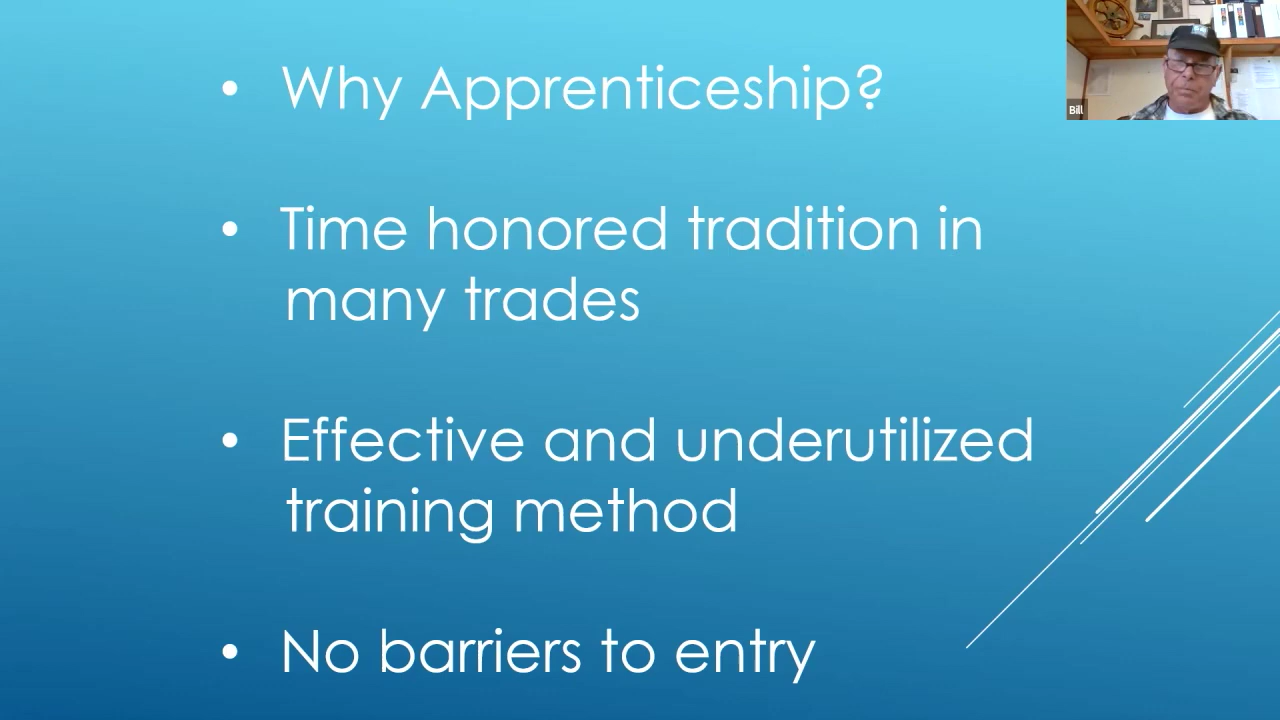 • Why Apprenticeship?
• Time honored tradition in
many trades
• Effective and underutilized
training method
• No barriers to entry
Bill